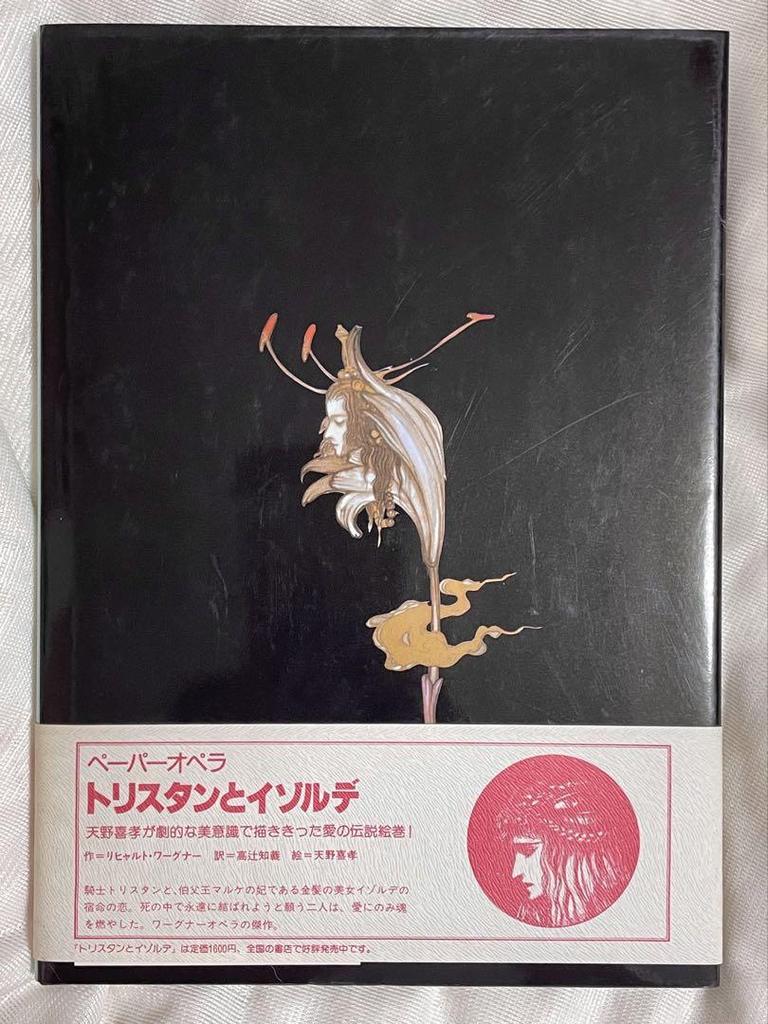 ペーパーオペラ
トリスタンとイゾルデ
天野喜孝が劇的な美意識で描ききった愛の伝説絵巻!
作=リヒャルト・ワーグナー 訳=高辻知義 絵=天野喜孝
騎士トリスタンと、伯父王マルケの妃である金髪の美女イゾルデの
宿命の恋。死の中で永遠に結ばれようと願う二人は、愛にのみ魂
を燃やした。ワーグナーオペラの傑作。
「トリスタンとイゾルデ」は定価1600円、全国の書店で好評発売中です。